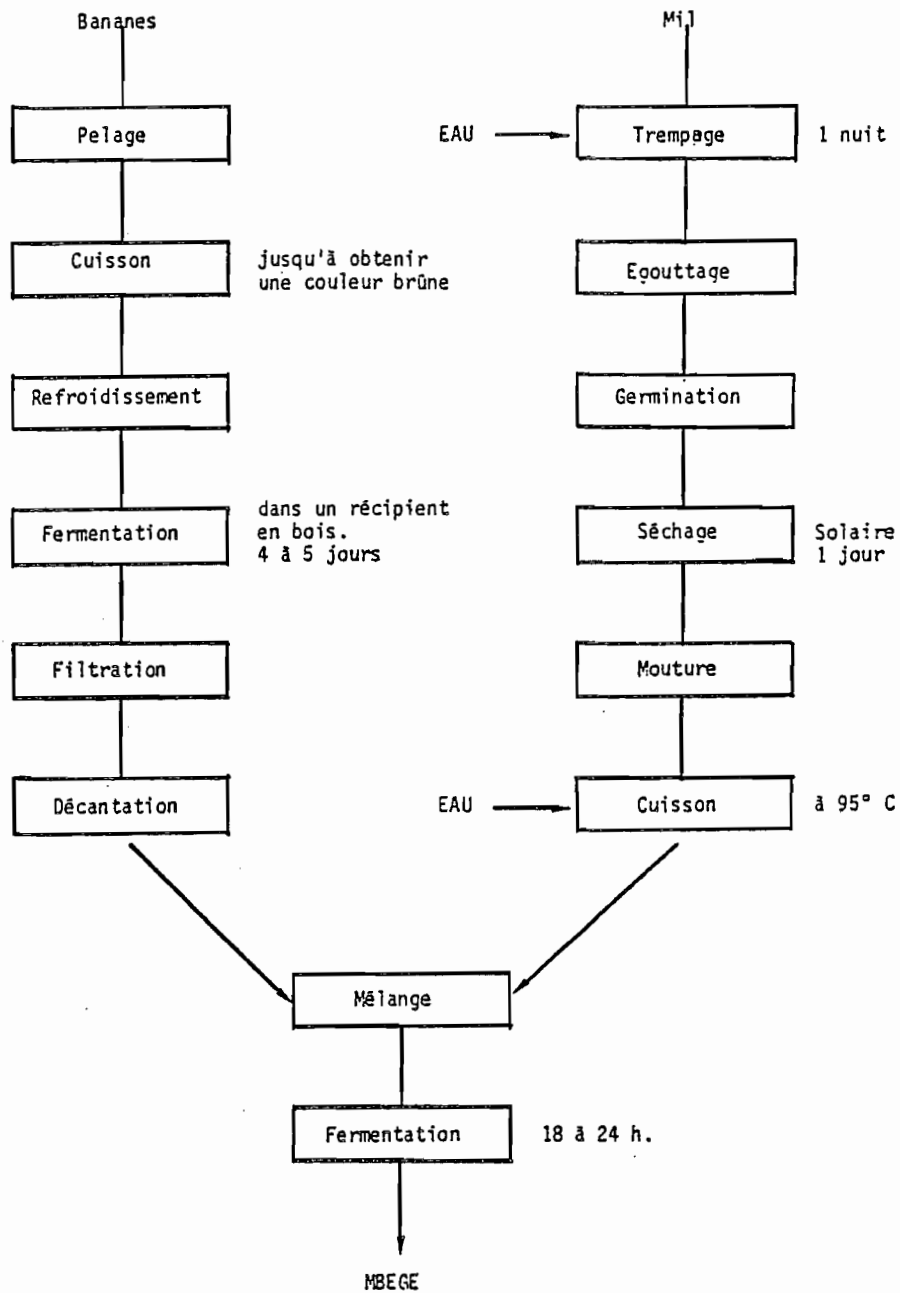 Bananes
Pelage
Cuisson
jusqu'à obtenir
une couleur brûne
Refroidissement
Fermentation
dans un récipient
en bois.
4 à 5 jours
Filtration
Décantation
Mil
EAU
Trempage
1 nuit
Egouttage
Germination
Séchage
Solaire
1 jour
Mouture
EAU
Cuisson
à 95° C
Mélange
Fermentation
18 à 24 h.
MBEGE